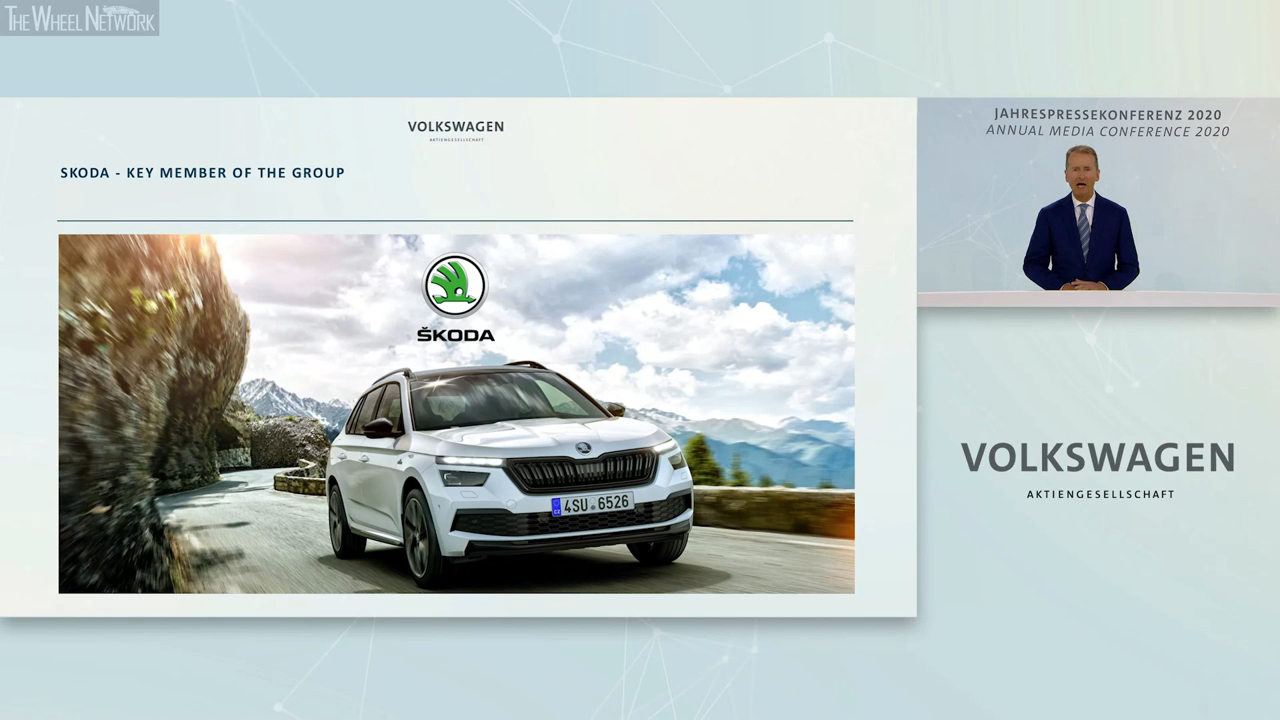 THE WHEEL NETWORK
VOLKSWAGEN
AKTIENGESELLSCHAFT
SKODA - KEY MEMBER OF THE GROUP
ŠKODA
4SU 6526
CZ
JAHRESPRESSEKONFERENZ 2020
ANNUAL MEDIA CONFERENCE 2020
VOLKSWAGEN
AKTIENGESELLSCHAFT